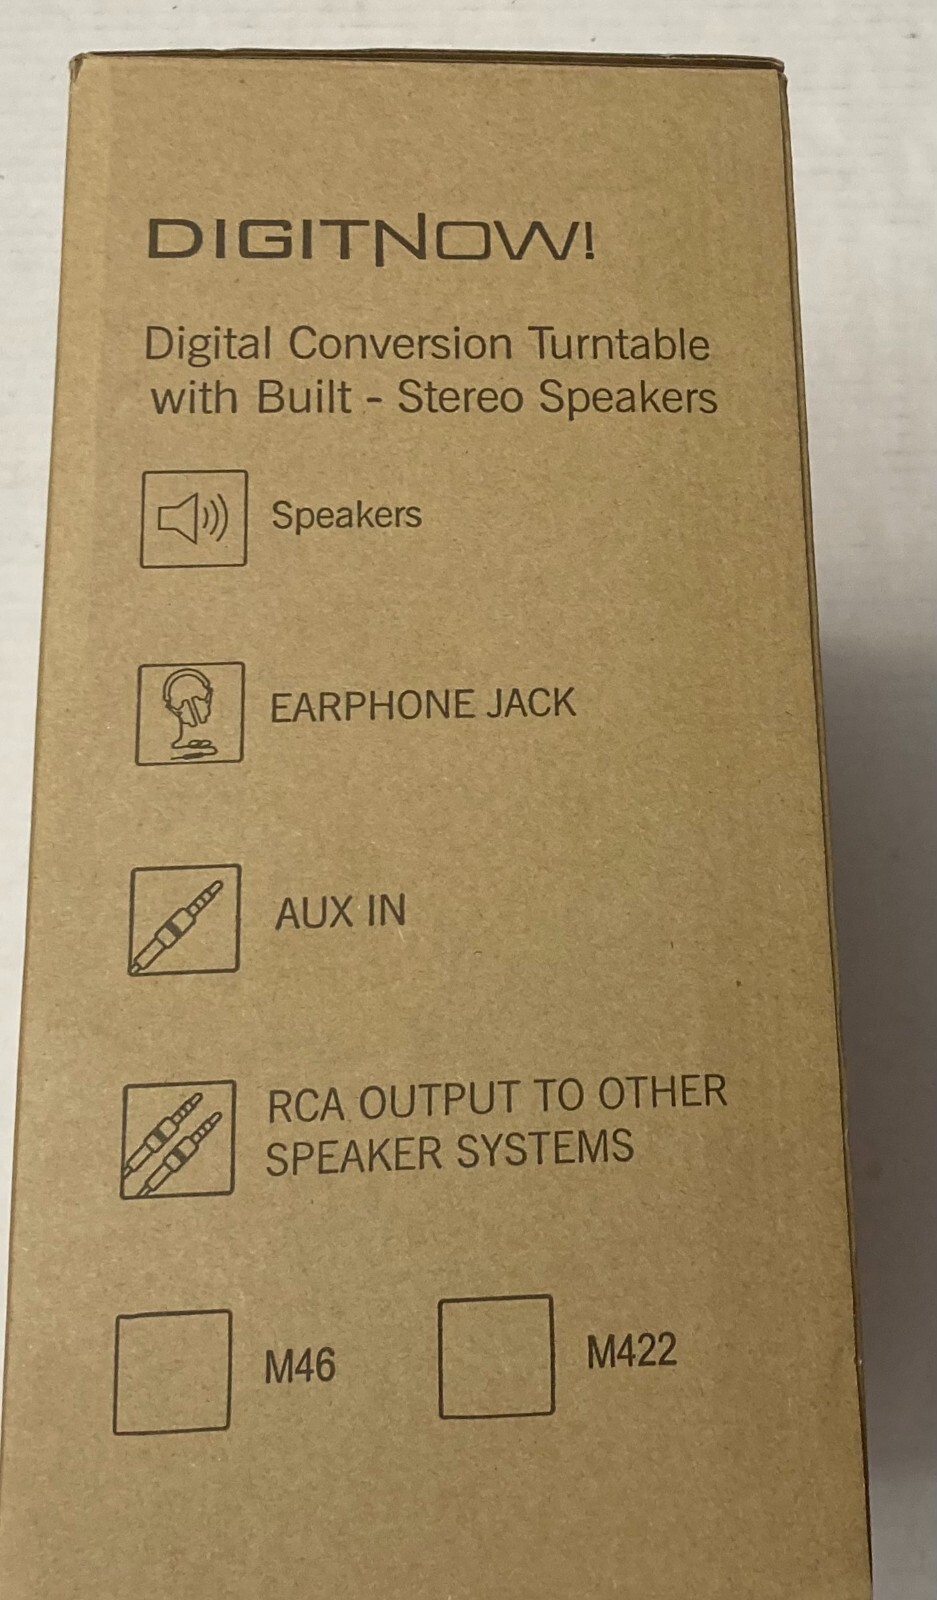 DIGITNOW!
Digital Conversion Turntable
with Built - Stereo Speakers
Speakers
EARPHONE JACK
AUX IN
RCA OUTPUT TO OTHER
SPEAKER SYSTEMS
M46 M422